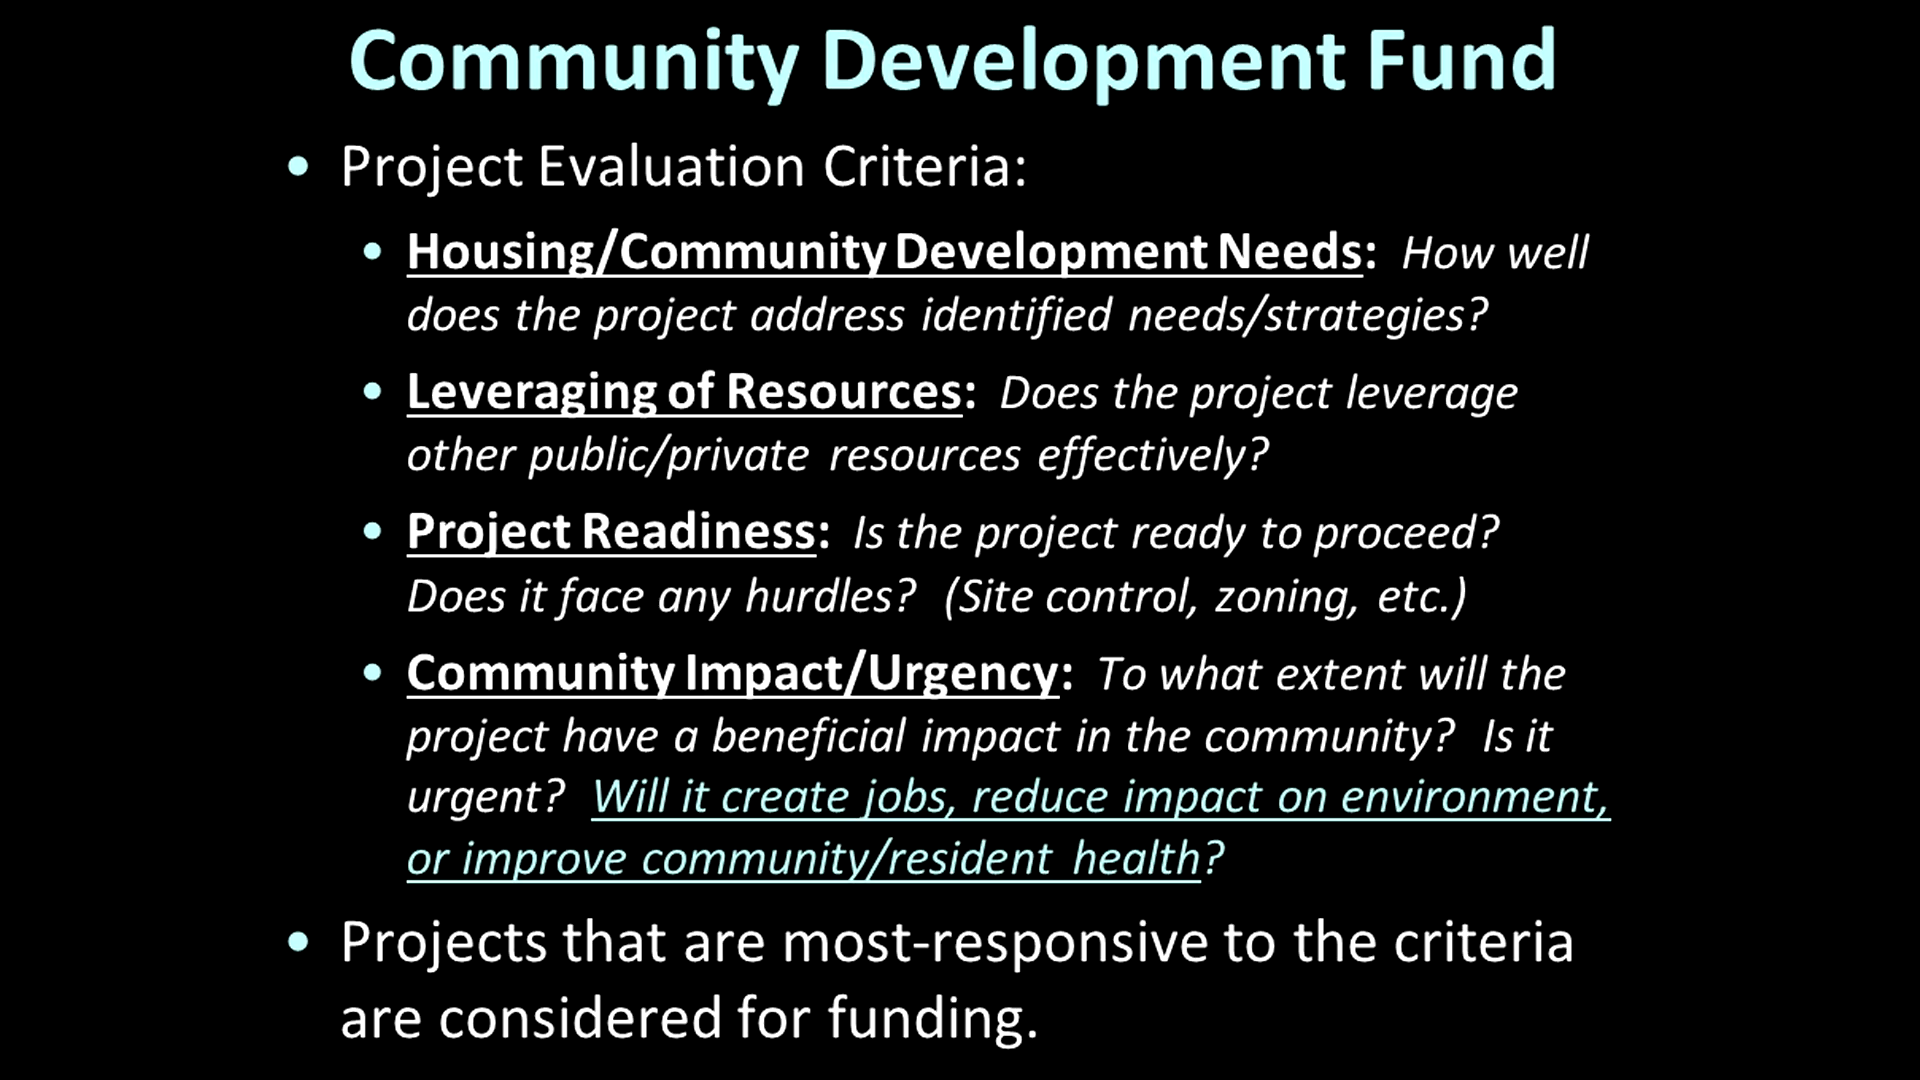 Community Development Fund
• Project Evaluation Criteria:
• Housing/Community Development Needs: How well
does the project address identified needs/strategies?
• Leveraging of Resources: Does the project leverage
other public/private resources effectively?
• Project Readiness: Is the project ready to proceed?
Does it face any hurdles? (Site control, zoning, etc.)
• Community Impact/Urgency: To what extent will the
project have a beneficial impact in the community? Is it
urgent? Will it create jobs, reduce impact on environment,
or improve community/resident health?
• Projects that are most-responsive to the criteria
are considered for funding.